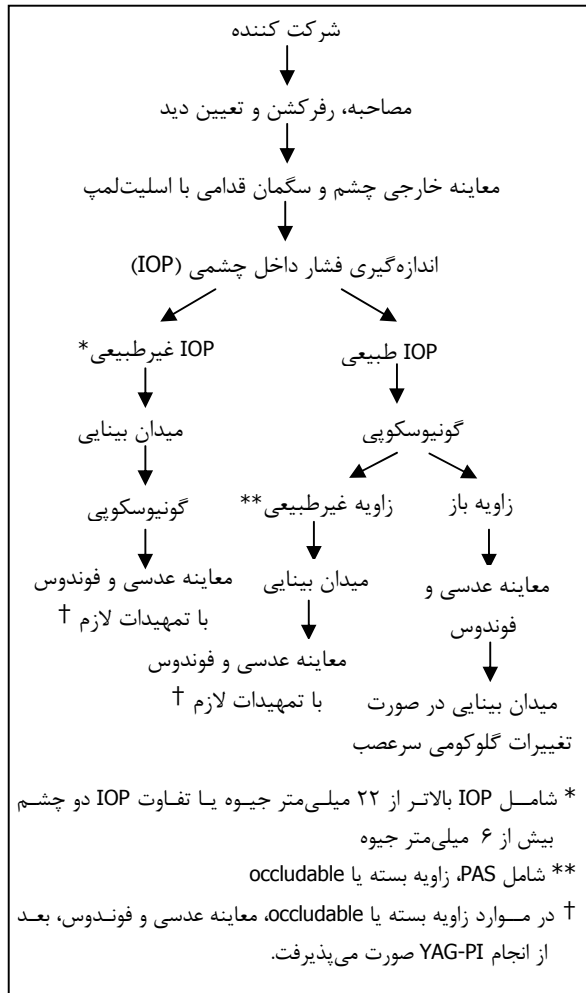 شرکت کننده
مصاحبه، رفرکشن و تعیین دید
معاینه خارجی چشم و سگمان قدامی با اسلیت‌لمپ
اندازه‌گیری فشار داخل چشمی (IOP)
IOP طبیعی
IOP غیرطبیعی*
گونیوسکوپی
میدان بینایی
زاویه باز
زاویه غیرطبیعی**
گونیوسکوپی
معاینه عدسی و
فوندوس
میدان بینایی
معاینه عدسی و فوندوس
با تمهیدات لازم †
میدان بینایی در صورت
تغییرات گلوکومی سرعصب
معاینه عدسی و فوندوس
با تمهیدات لازم †
* شامل IOP بالاتر از ۲۲ میلی‌متر جیوه یا تفاوت IOP دو چشم
بیش از ۶ میلی‌متر جیوه
** شامل PAS، زاویه بسته یا occludable
† در موارد زاویه بسته یا occludable، معاینه عدسی و فوندوس، بعد
از انجام YAG-PI صورت می‌پذیرفت.